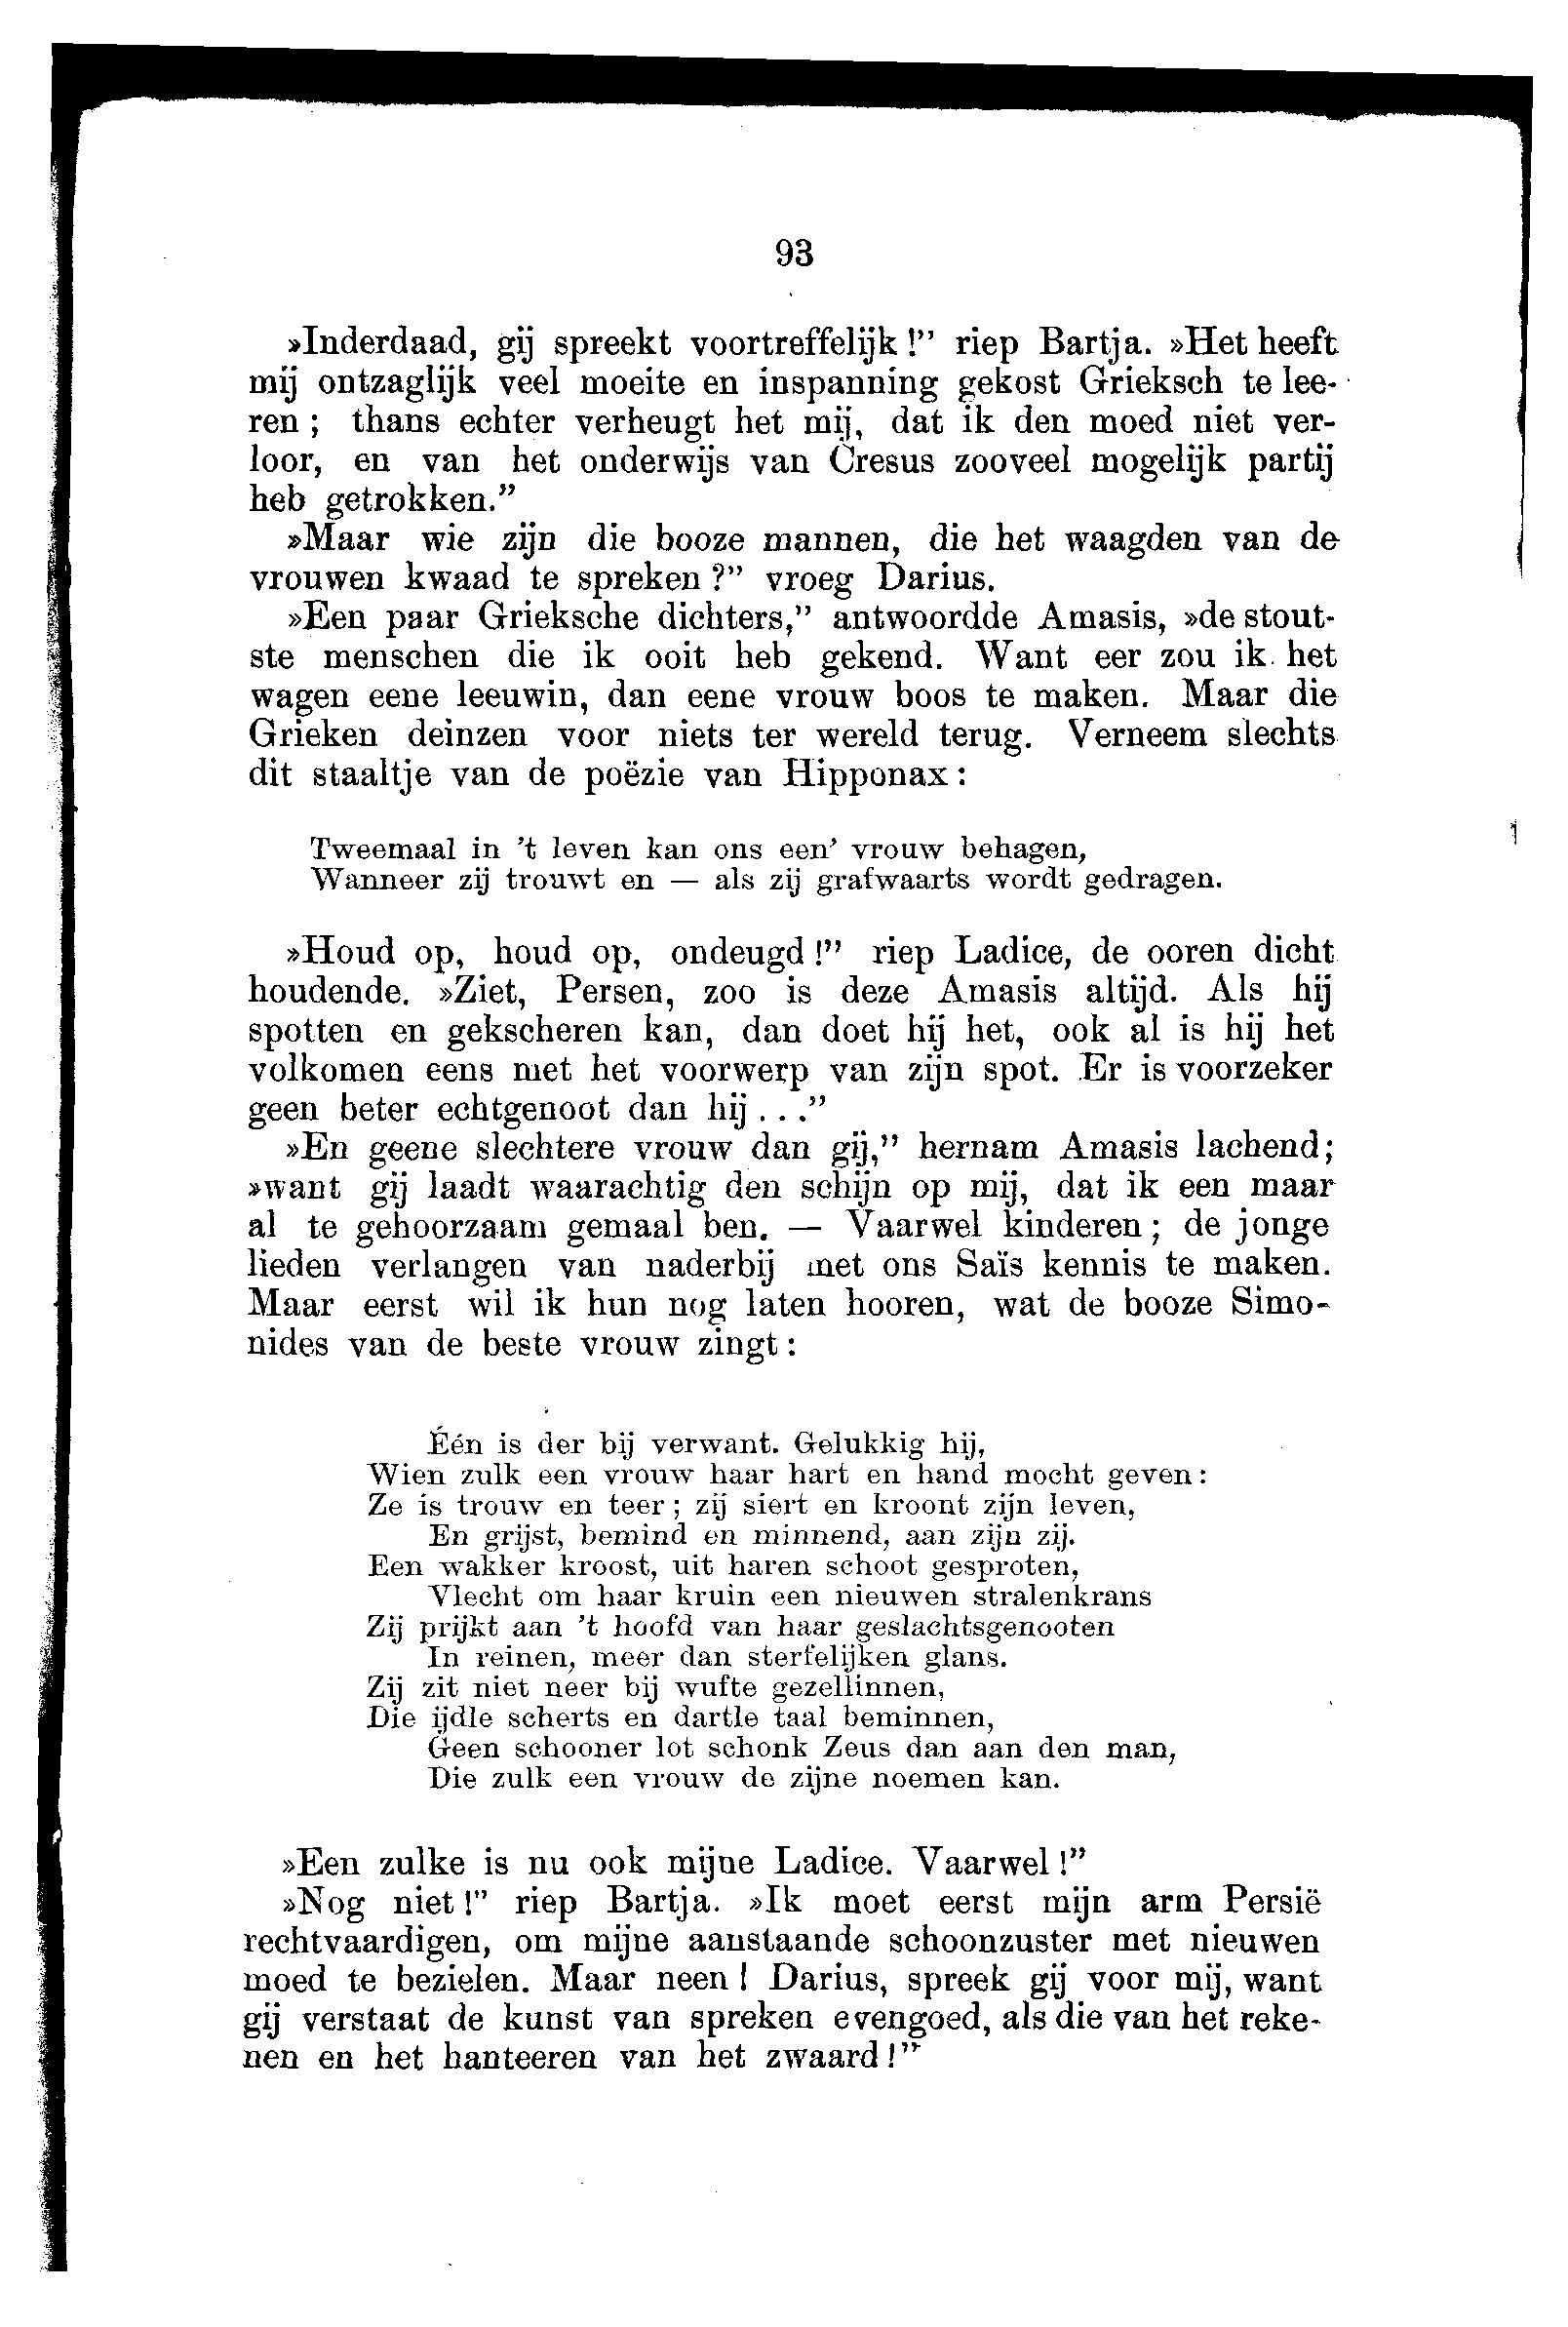 93
»Inderdaad, gij spreekt voortreffelijk!” riep Bartja. »Het heeft
mij ontzaglijk veel moeite en inspanning gekost Grieksch te lee-
ren; thans echter verheugt het mij, dat ik den moed niet ver-
loor, en van het onderwijs van Cresus zooveel mogelijk partij
heb getrokken.”
»Maar wie zijn die booze mannen, die het waagden van de
vrouwen kwaad te spreken?” vroeg Darius.
»Een paar Grieksche dichters,” antwoordde Amasis, »de stout-
ste menschen die ik ooit heb gekend. Want eer zou ik het
wagen eene leeuwin, dan eene vrouw boos te maken. Maar die
Grieken deinzen voor niets ter wereld terug. Verneem slechts
dit staaltje van de poëzie van Hipponax:
Tweemaal in 't leven kan ons een' vrouw behagen,
Wanneer zij trouwt en — als zij grafwaarts wordt gedragen.
»Houd op, houd op, ondeugd!” riep Ladice, de ooren dicht
houdende. »Ziet, Persen, zoo is deze Amasis altijd. Als hij
spotten en gekscheren kan, dan doet hij het, ook al is hij het
volkomen eens met het voorwerp van zijn spot. Er is voorzeker
geen beter echtgenoot dan hij...”
»En geene slechtere vrouw dan gij,” hernam Amasis lachend;
»want gij laadt waarachtig den schijn op mij, dat ik een maar
al te gehoorzaam gemaal ben. — Vaarwel kinderen; de jonge
lieden verlangen van naderbij met ons Saïs kennis te maken.
Maar eerst wil ik hun nog laten hooren, wat de booze Simo-
nides van de beste vrouw zingt:
Één is der bij verwant. Gelukkig hij,
Wien zulk een vrouw haar hart en hand mocht geven:
Ze is trouw en teer; zij siert en kroont zijn leven,
En grijst, bemind en minnend, aan zijn zij.
Een wakker kroost, uit haren schoot gesproten,
Vlecht om haar kruin een nieuwen stralenkrans
Zij prijkt aan 't hoofd van haar geslachtsgenooten
In reinen, meer dan sterfelijken glans.
Zij zit niet neer bij wufte gezellinnen,
Die ijdle scherts en dartle taal beminnen,
Geen schooner lot schonk Zeus dan aan den man,
Die zulk een vrouw de zijne noemen kan.
»Een zulke is nu ook mijne Ladice. Vaarwel!”
»Nog niet!” riep Bartja. »Ik moet eerst mijn arm Persië
rechtvaardigen, om mijne aanstaande schoonzuster met nieuwen
moed te bezielen. Maar neen! Darius, spreek gij voor mij, want
gij verstaat de kunst van spreken evengoed, als die van het reke-
nen en het hanteeren van het zwaard!”